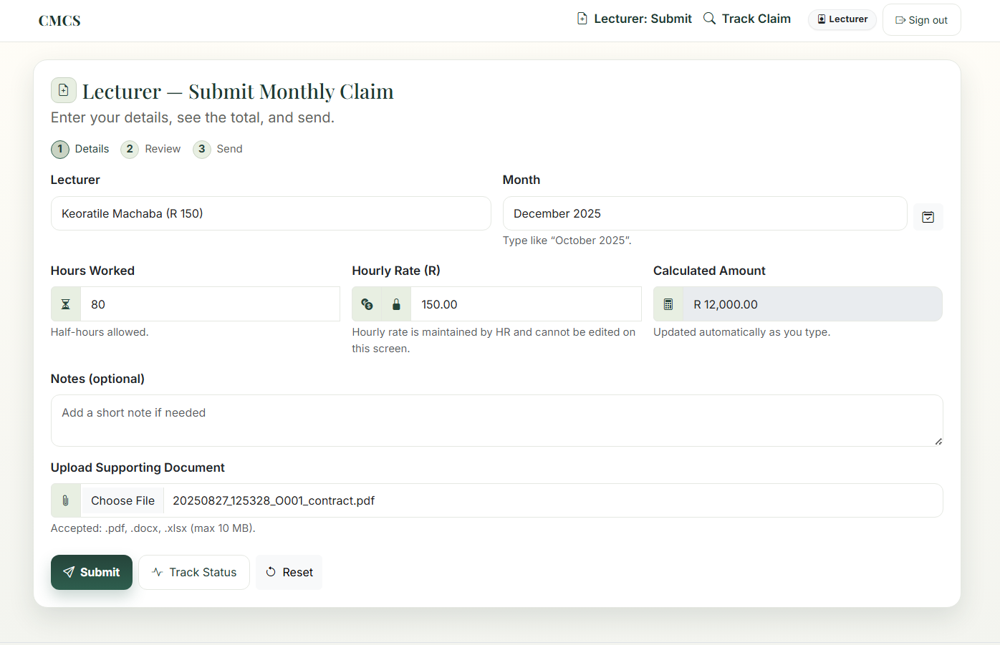 CMCS
Lecturer: Submit
Track Claim
Lecturer
Sign out
Lecturer — Submit Monthly Claim
Enter your details, see the total, and send.
1 Details 2 Review 3 Send
Lecturer
Keoratile Machaba (R 150)
Month
December 2025
Type like “October 2025”.
Hours Worked
80
Half-hours allowed.
Hourly Rate (R)
150.00
Hourly rate is maintained by HR and cannot be edited on
this screen.
Calculated Amount
R 12,000.00
Updated automatically as you type.
Notes (optional)
Add a short note if needed
Upload Supporting Document
Choose File 20250827_125328_O001_contract.pdf
Accepted: .pdf, .docx, .xlsx (max 10 MB).
Submit
Track Status
Reset